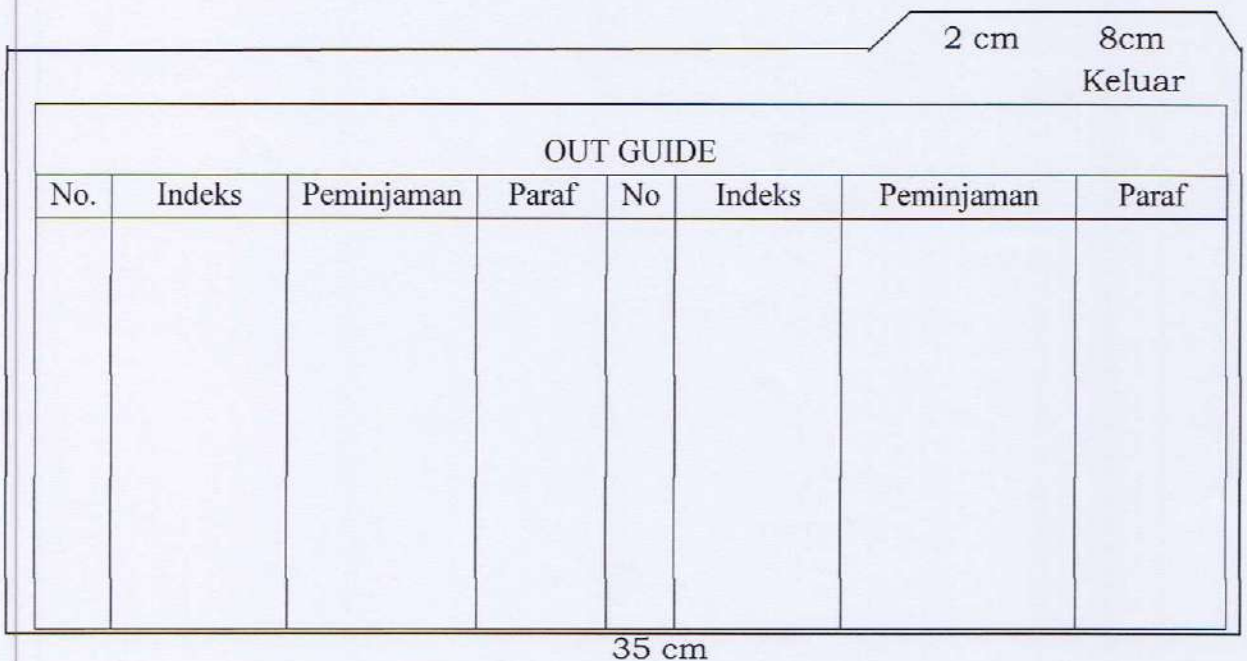 2 cm 8cm
Keluar
OUT GUIDE
No. Indeks Peminjaman Paraf No Indeks Peminjaman Paraf
35 cm